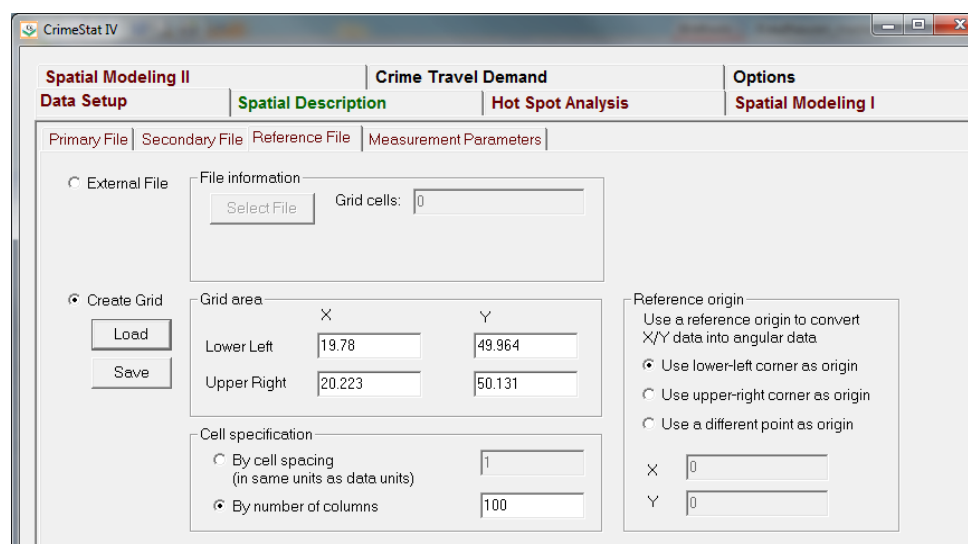 CrimeStat IV
Spatial Modeling II Crime Travel Demand Options
Data Setup Spatial Description Hot Spot Analysis Spatial Modeling I
Primary File Secondary File Reference File Measurement Parameters
External File
File information
Select File Grid cells: 0
Create Grid
Load
Save
Grid area
X Y
Lower Left 19.78 49.964
Upper Right 20.223 50.131
Cell specification
By cell spacing 1
(in same units as data units)
By number of columns 100
Reference origin
Use a reference origin to convert
X/Y data into angular data
Use lower-left corner as origin
Use upper-right corner as origin
Use a different point as origin
X 0
Y 0